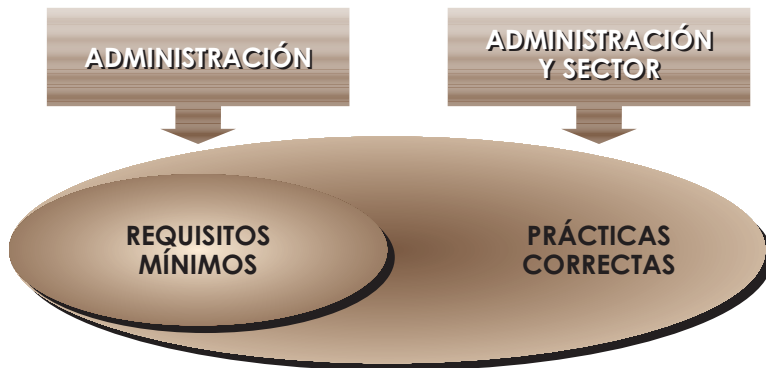 ADMINISTRACIÓN
ADMINISTRACIÓN
Y SECTOR
REQUISITOS
MÍNIMOS
PRÁCTICAS
CORRECTAS